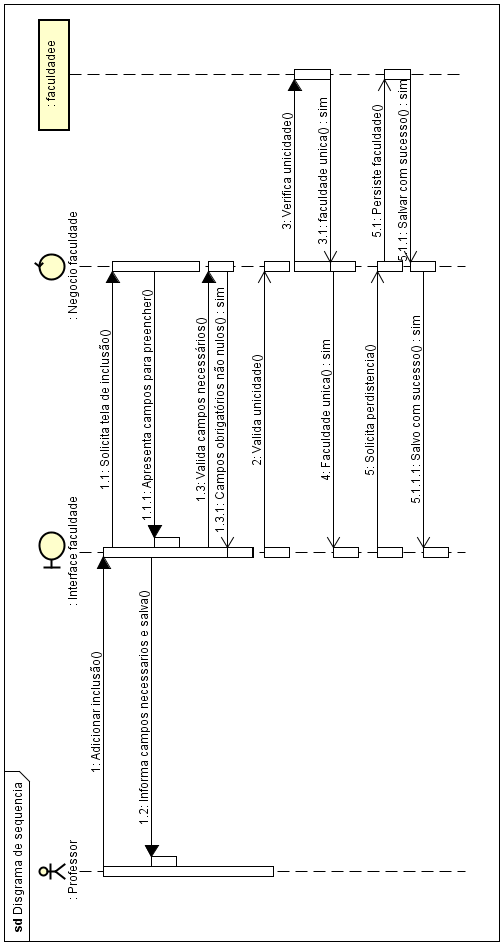 sd Disgrama de sequencia
: Professor
: Interface faculdade
: Negocio faculdade
: faculdadee
1: Adicionar inclusão()
1.1: Solicita tela de inclusão()
1.1.1: Apresenta campos para preencher()
1.2: Informa campos necessarios e salva()
1.3: Valida campos necessários()
1.3.1: Campos obrigatórios não nulos() : sim
2: Valida unicidade()
3: Verifica unicidade()
3.1: faculdade unica() : sim
4: Faculdade unica() : sim
5: Solicita perdistencia()
5.1: Persiste faculdade()
5.1.1: Salvar com sucesso() : sim
5.1.1.1: Salvo com sucesso() : sim